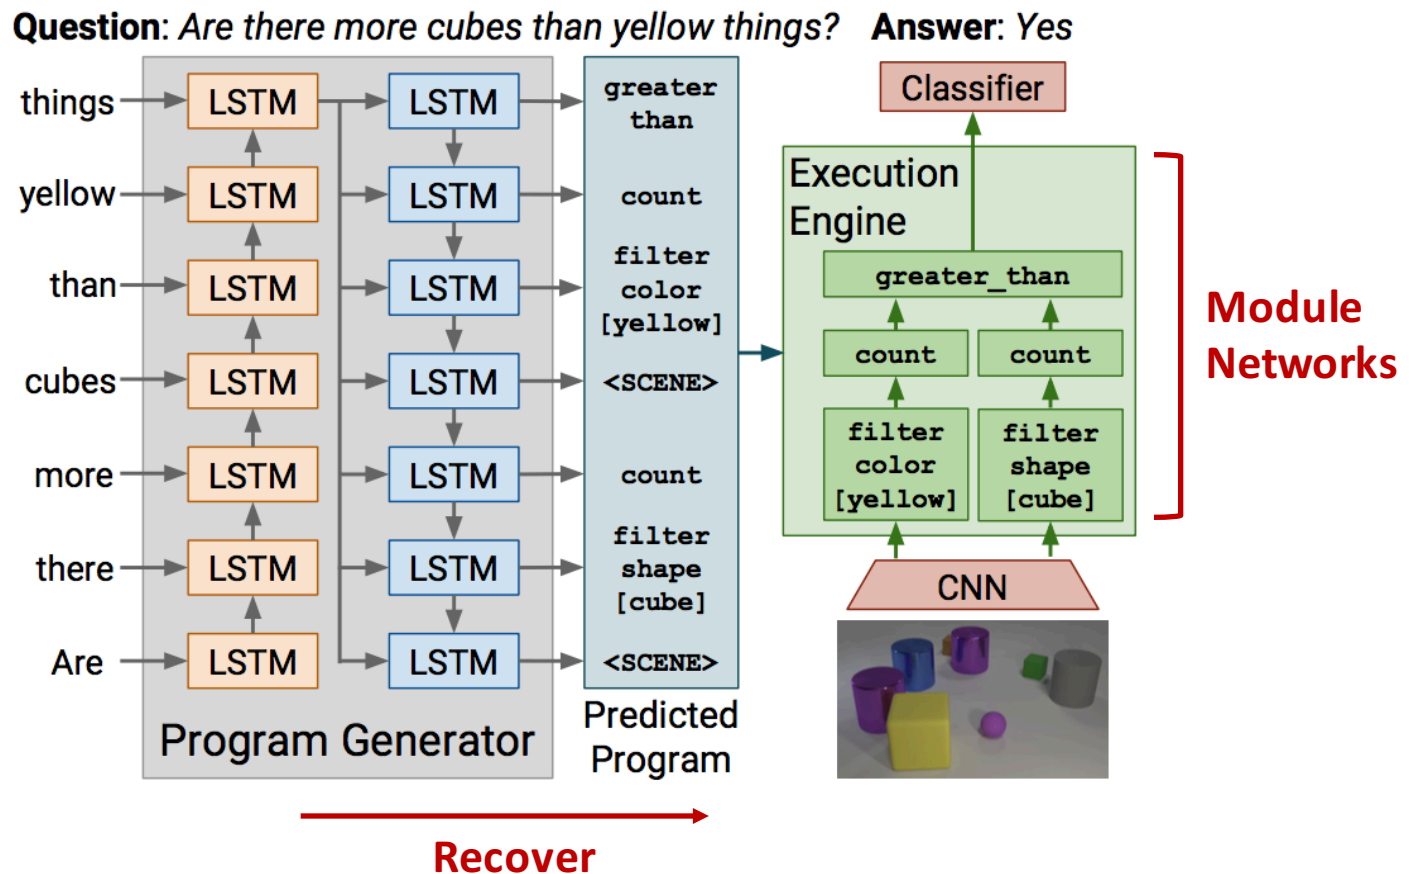 Question: Are there more cubes than yellow things? Answer: Yes
things
LSTM
LSTM
greater
than
yellow
LSTM
LSTM
count
than
LSTM
LSTM
filter
color
[yellow]
cubes
LSTM
LSTM
<SCENE>
more
LSTM
LSTM
count
there
LSTM
LSTM
filter
shape
[cube]
Are
LSTM
LSTM
<SCENE>
Program Generator
Predicted
Program
Recover
Classifier
Execution
Engine
greater_than
count
count
filter
color
[yellow]
filter
shape
[cube]
CNN
Module
Networks